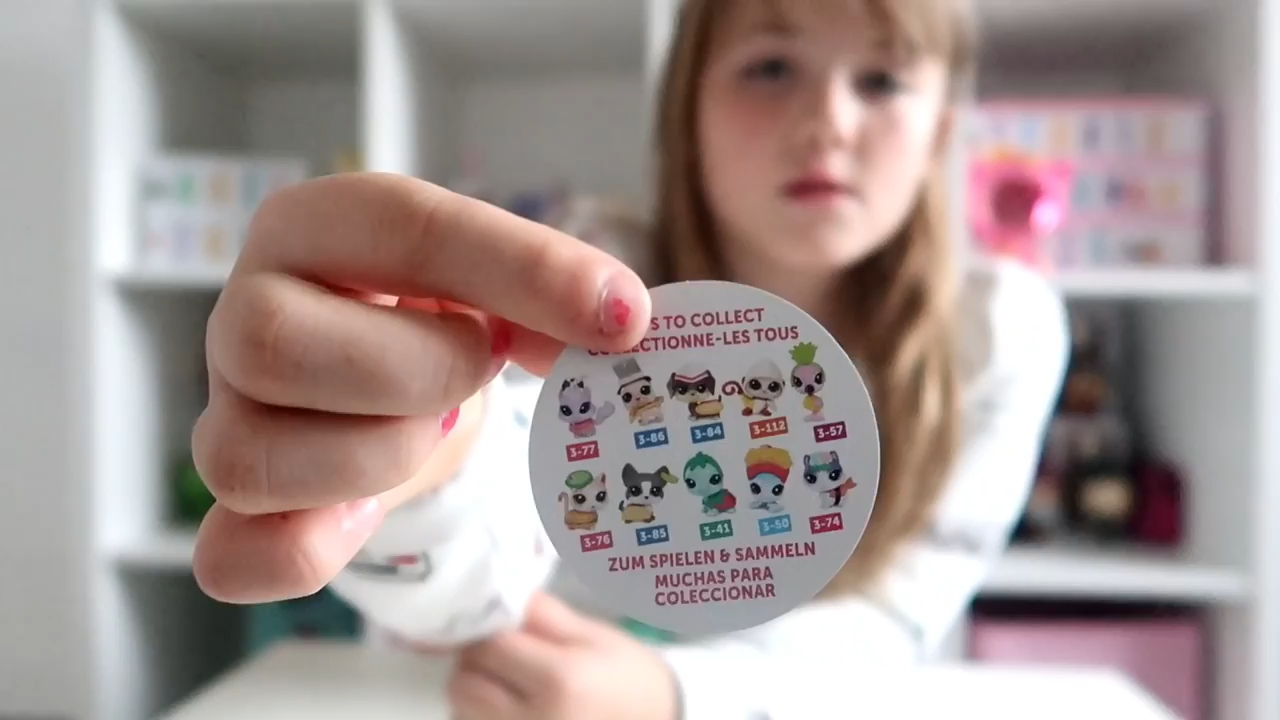 S TO COLLECT
COLLECTIONNE-LES TOUS
3-77 3-86 3-84 3-112 3-57
3-76 3-85 3-41 3-50 3-74
ZUM SPIELEN & SAMMELN
MUCHAS PARA
COLECCIONAR